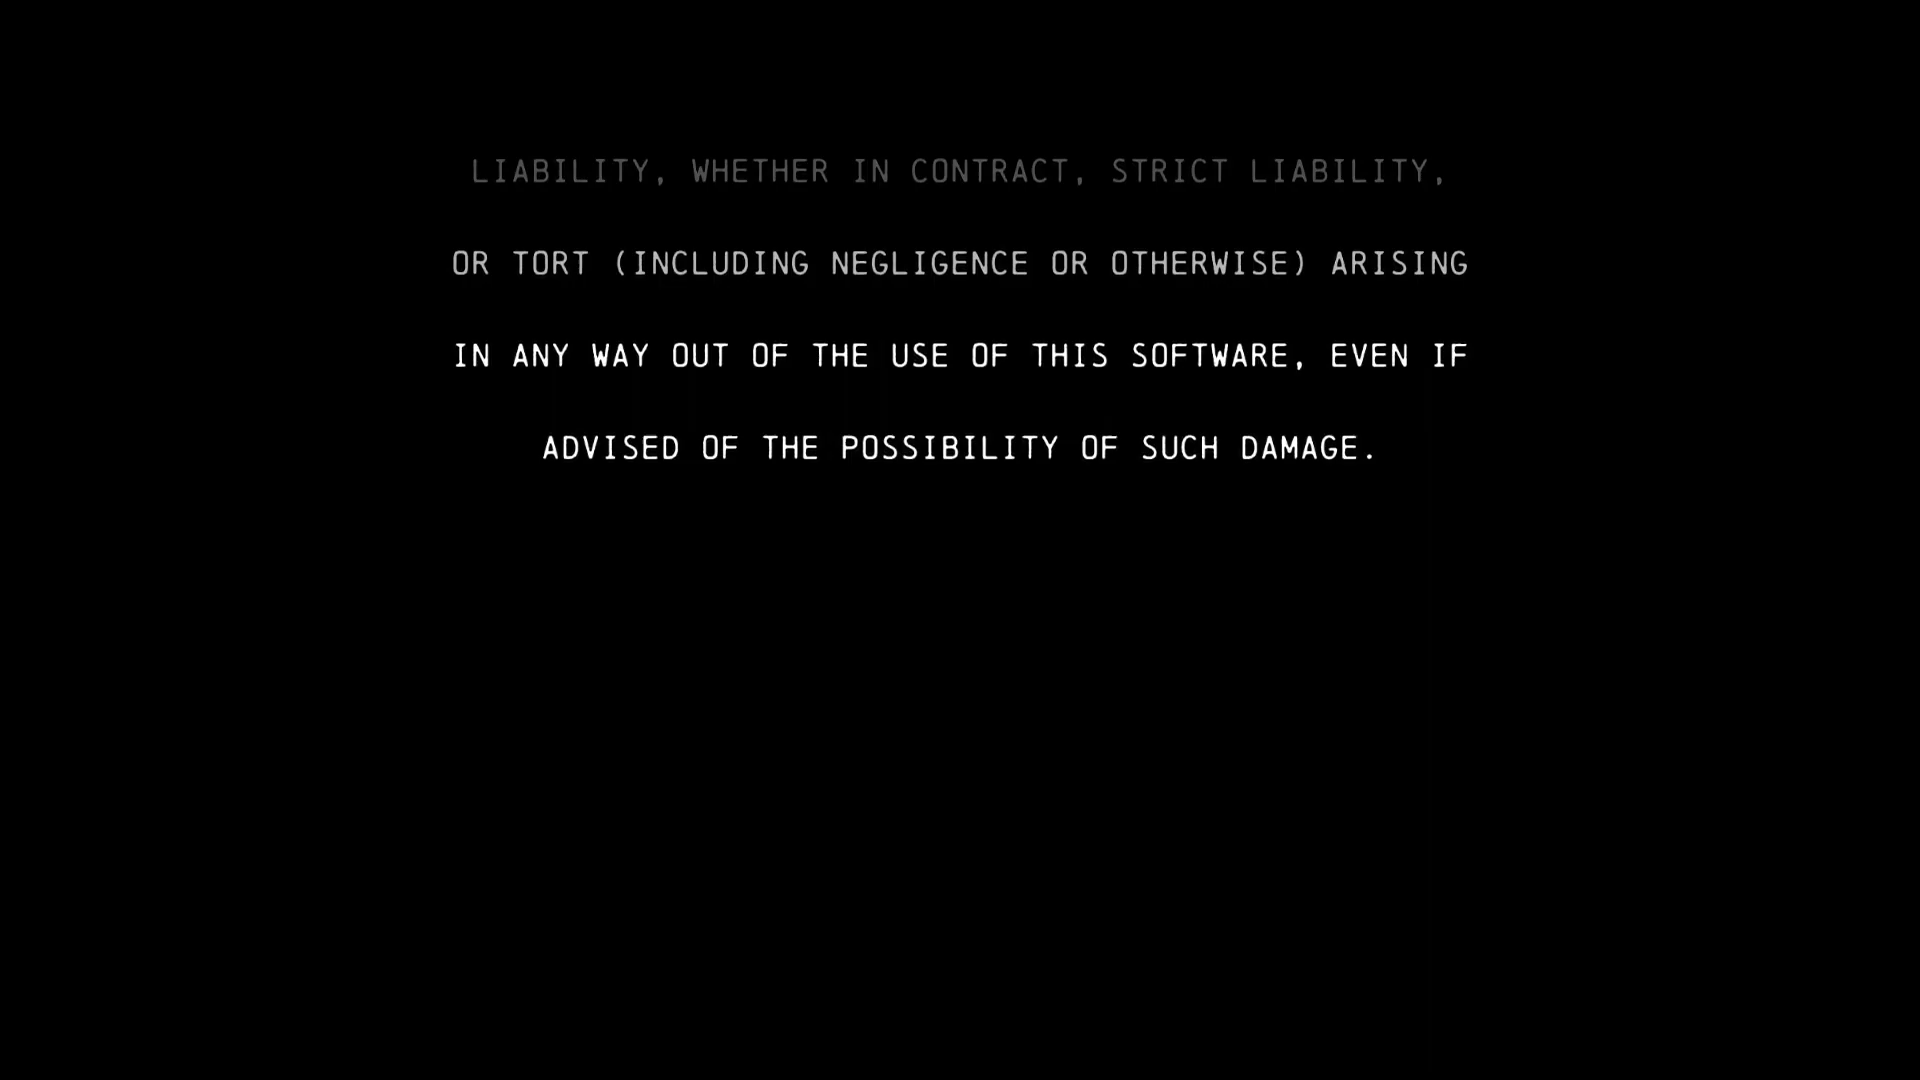 LIABILITY, WHETHER IN CONTRACT, STRICT LIABILITY,
OR TORT (INCLUDING NEGLIGENCE OR OTHERWISE) ARISING
IN ANY WAY OUT OF THE USE OF THIS SOFTWARE, EVEN IF
ADVISED OF THE POSSIBILITY OF SUCH DAMAGE.